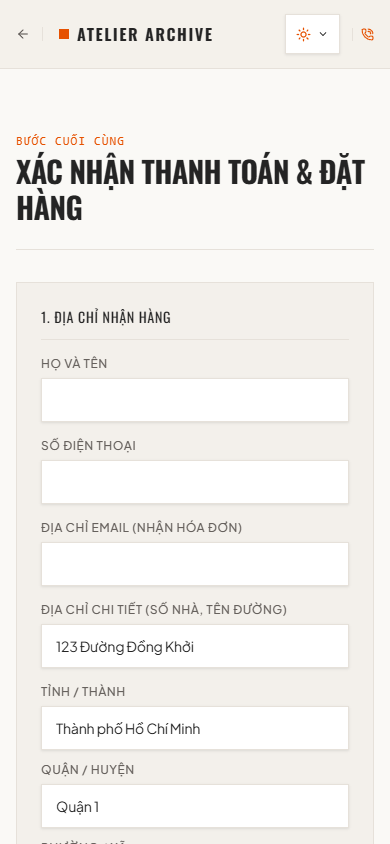 ATELIER ARCHIVE
BƯỚC CUỐI CÙNG
XÁC NHẬN THANH TOÁN & ĐẶT
HÀNG
1. ĐỊA CHỈ NHẬN HÀNG
HỌ VÀ TÊN
SỐ ĐIỆN THOẠI
ĐỊA CHỈ EMAIL (NHẬN HÓA ĐƠN)
ĐỊA CHỈ CHI TIẾT (SỐ NHÀ, TÊN ĐƯỜNG)
123 Đường Đồng Khởi
TỈNH / THÀNH
Thành phố Hồ Chí Minh
QUẬN / HUYỆN
Quận 1